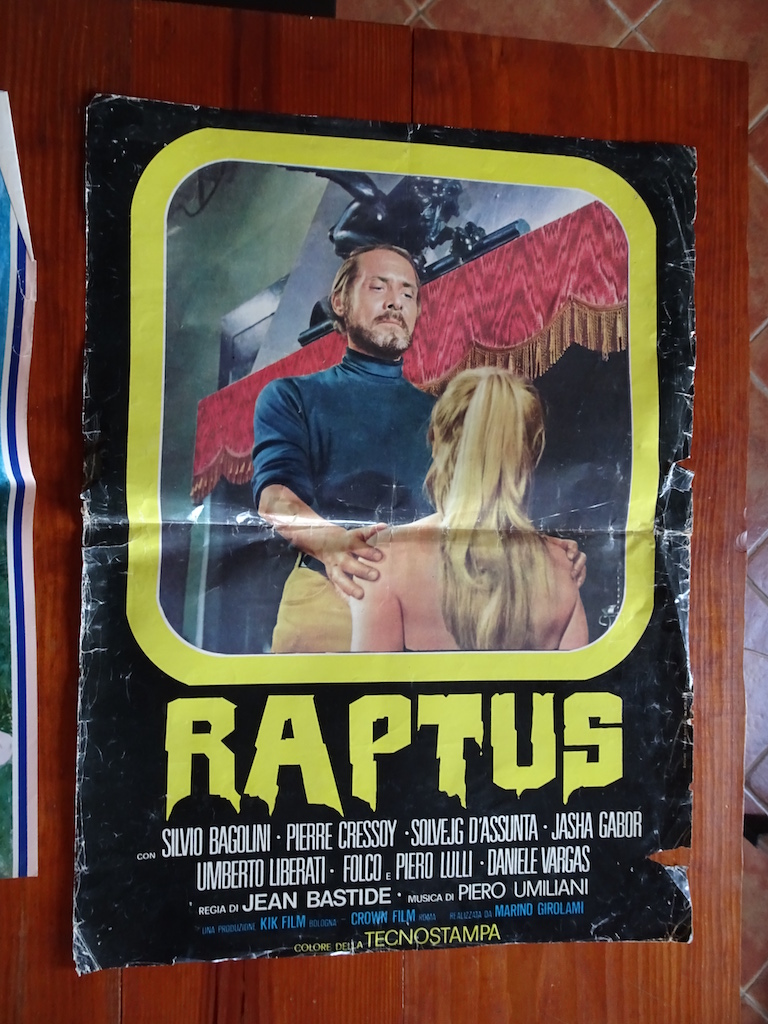 RAPTUS
CON SILVIO BAGOLINI · PIERRE CRESSOY · SOLVEJG D'ASSUNTA · JASHA GABOR
UMBERTO LIBERATI · FOLCO E PIERO LULLI · DANIELE VARGAS
REGIA DI JEAN BASTIDE · MUSICA DI PIERO UMILIANI
UNA PRODUZIONE KIK FILM BOLOGNA - CROWN FILM ROMA REALIZZATA DA MARINO GIROLAMI
COLORE DELLA TECNOSTAMPA